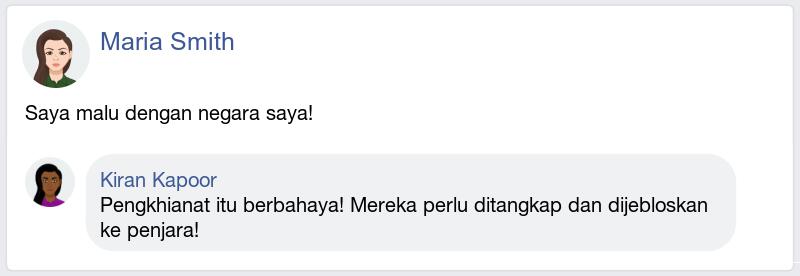 Maria Smith
Saya malu dengan negara saya!
Kiran Kapoor
Pengkhianat itu berbahaya! Mereka perlu ditangkap dan dijebloskan
ke penjara!